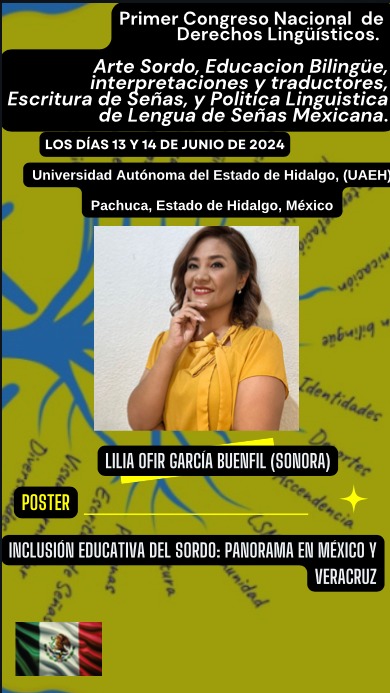 Primer Congreso Nacional de
Derechos Lingüísticos.
Arte Sordo, Educacion Bilingüe,
interpretaciones y traductores,
Escritura de Señas, y Politica Linguistica
de Lengua de Señas Mexicana.
LOS DÍAS 13 Y 14 DE JUNIO DE 2024
Universidad Autónoma del Estado de Hidalgo, (UAEH)
Pachuca, Estado de Hidalgo, México
Identidades
Deportes
Ascendencia
LILIA OFIR GARCÍA BUENFIL (SONORA)
POSTER
INCLUSIÓN EDUCATIVA DEL SORDO: PANORAMA EN MÉXICO Y
VERACRUZ